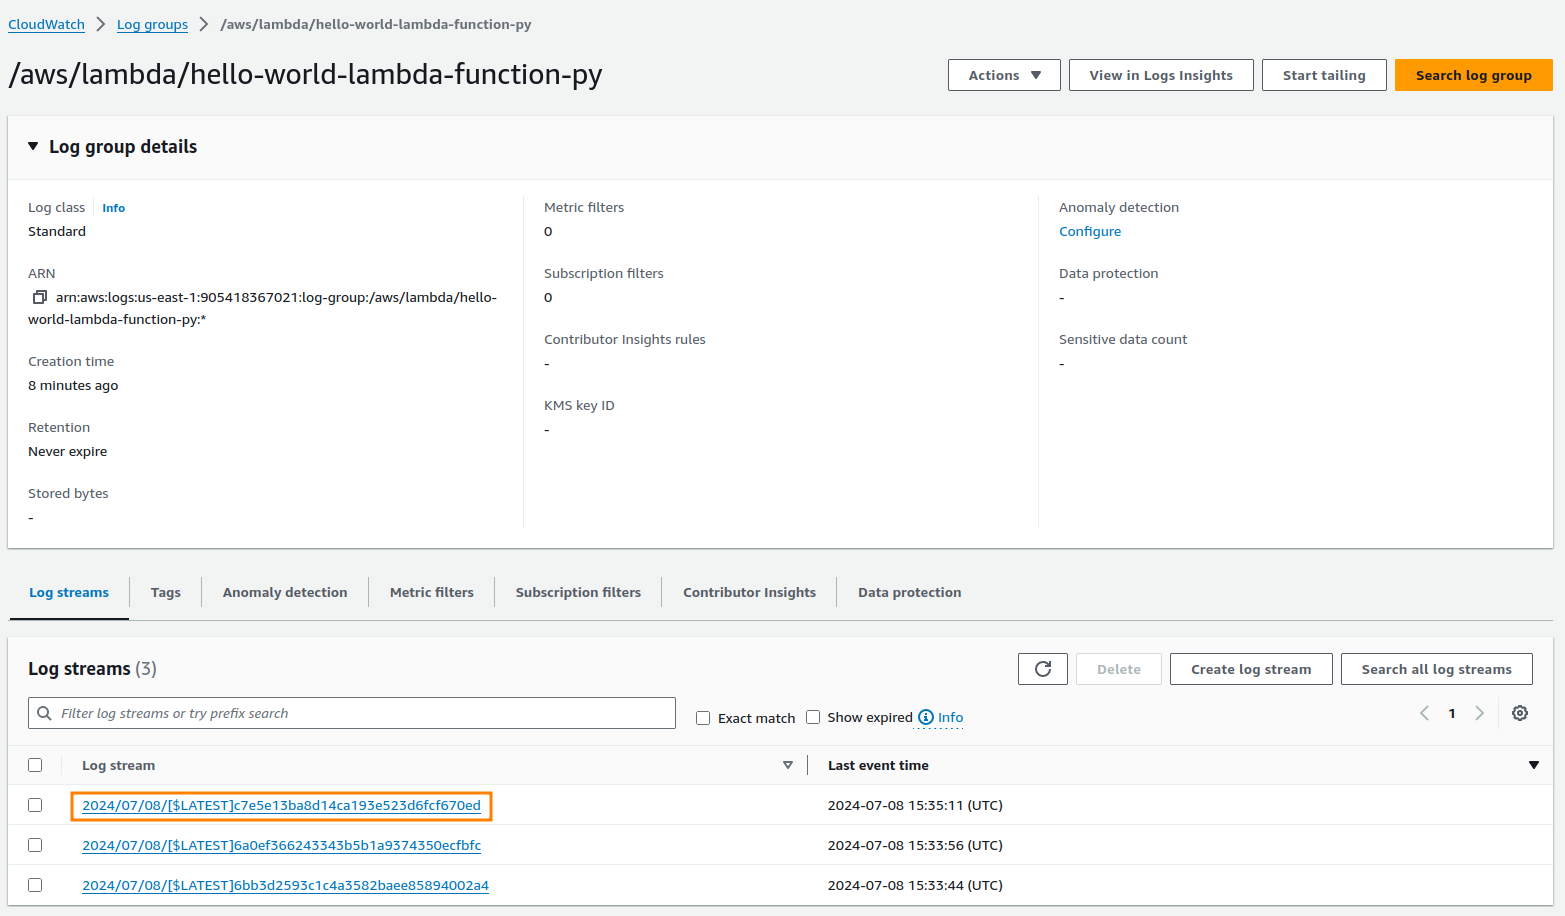 CloudWatch > Log groups > /aws/lambda/hello-world-lambda-function-py
/aws/lambda/hello-world-lambda-function-py
Actions ▼ View in Logs Insights Start tailing Search log group
▼ Log group details
Log class Info
Standard
ARN
arn:aws:logs:us-east-1:905418367021:log-group:/aws/lambda/hello-
world-lambda-function-py:*
Creation time
8 minutes ago
Retention
Never expire
Stored bytes
-
Metric filters
0
Subscription filters
0
Contributor Insights rules
-
KMS key ID
-
Anomaly detection
Configure
Data protection
-
Sensitive data count
-
Log streams Tags Anomaly detection Metric filters Subscription filters Contributor Insights Data protection
Log streams (3)
Delete Create log stream Search all log streams
Filter log streams or try prefix search Exact match Show expired Info < 1 >
Log stream Last event time
2024/07/08/[$LATEST]c7e5e13ba8d14ca193e523d6fcf670ed 2024-07-08 15:35:11 (UTC)
2024/07/08/[$LATEST]6a0ef366243343b5b1a9374350ecfbfc 2024-07-08 15:33:56 (UTC)
2024/07/08/[$LATEST]6bb3d2593c1c4a3582baee85894002a4 2024-07-08 15:33:44 (UTC)